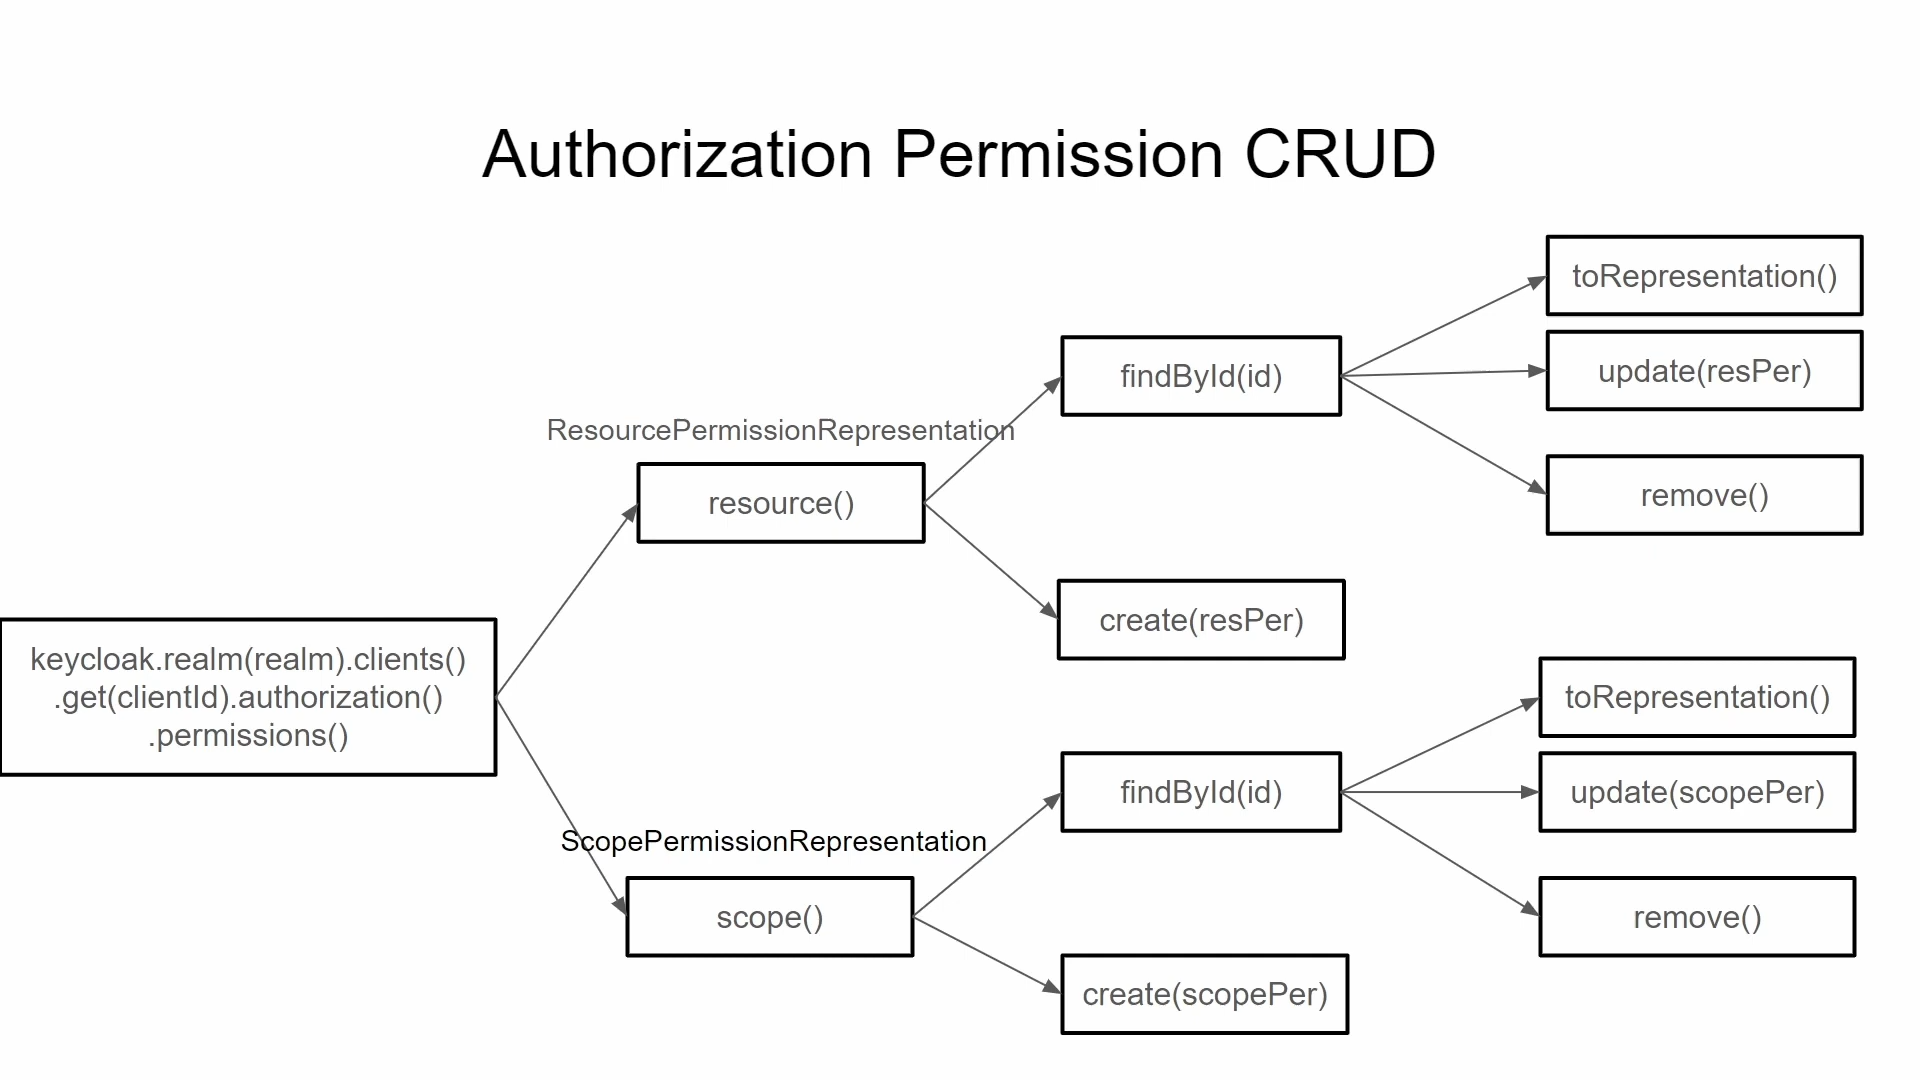 Authorization Permission CRUD
toRepresentation()
update(resPer)
remove()
findById(id)
ResourcePermissionRepresentation
resource()
create(resPer)
keycloak.realm(realm).clients()
.get(clientId).authorization()
.permissions()
toRepresentation()
update(scopePer)
remove()
findById(id)
ScopePermissionRepresentation
scope()
create(scopePer)